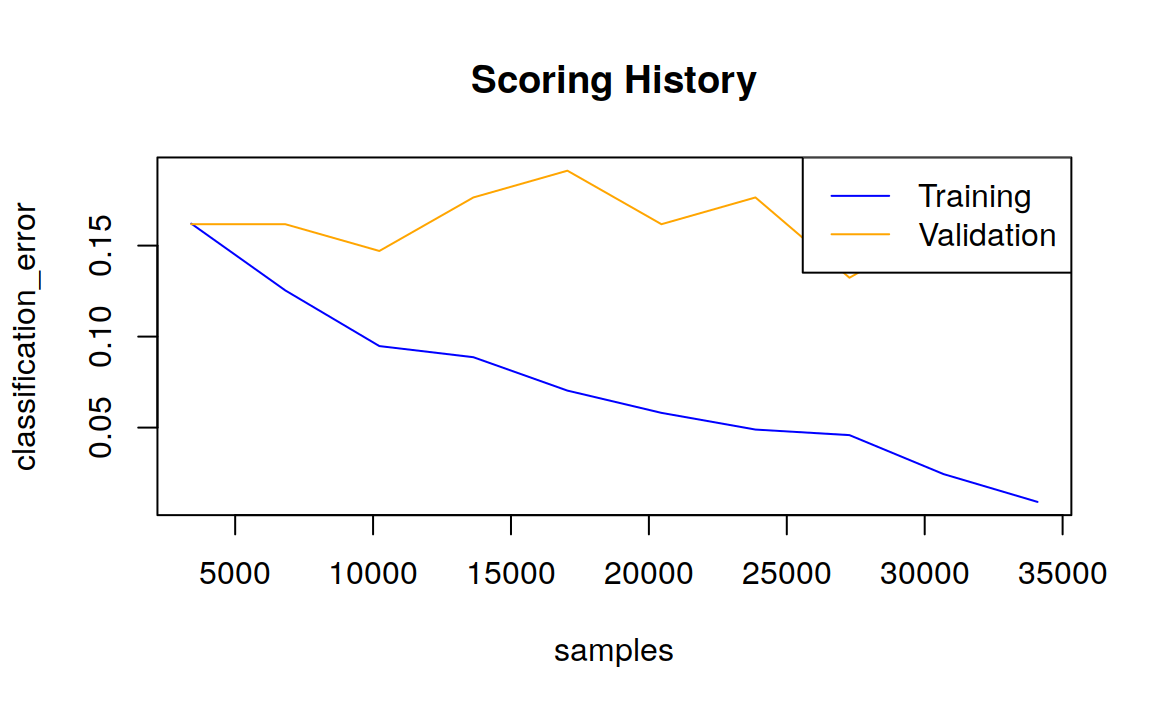 Scoring History
Training
Validation
classification_error
0.15
0.10
0.05
5000 10000 15000 20000 25000 30000 35000
samples